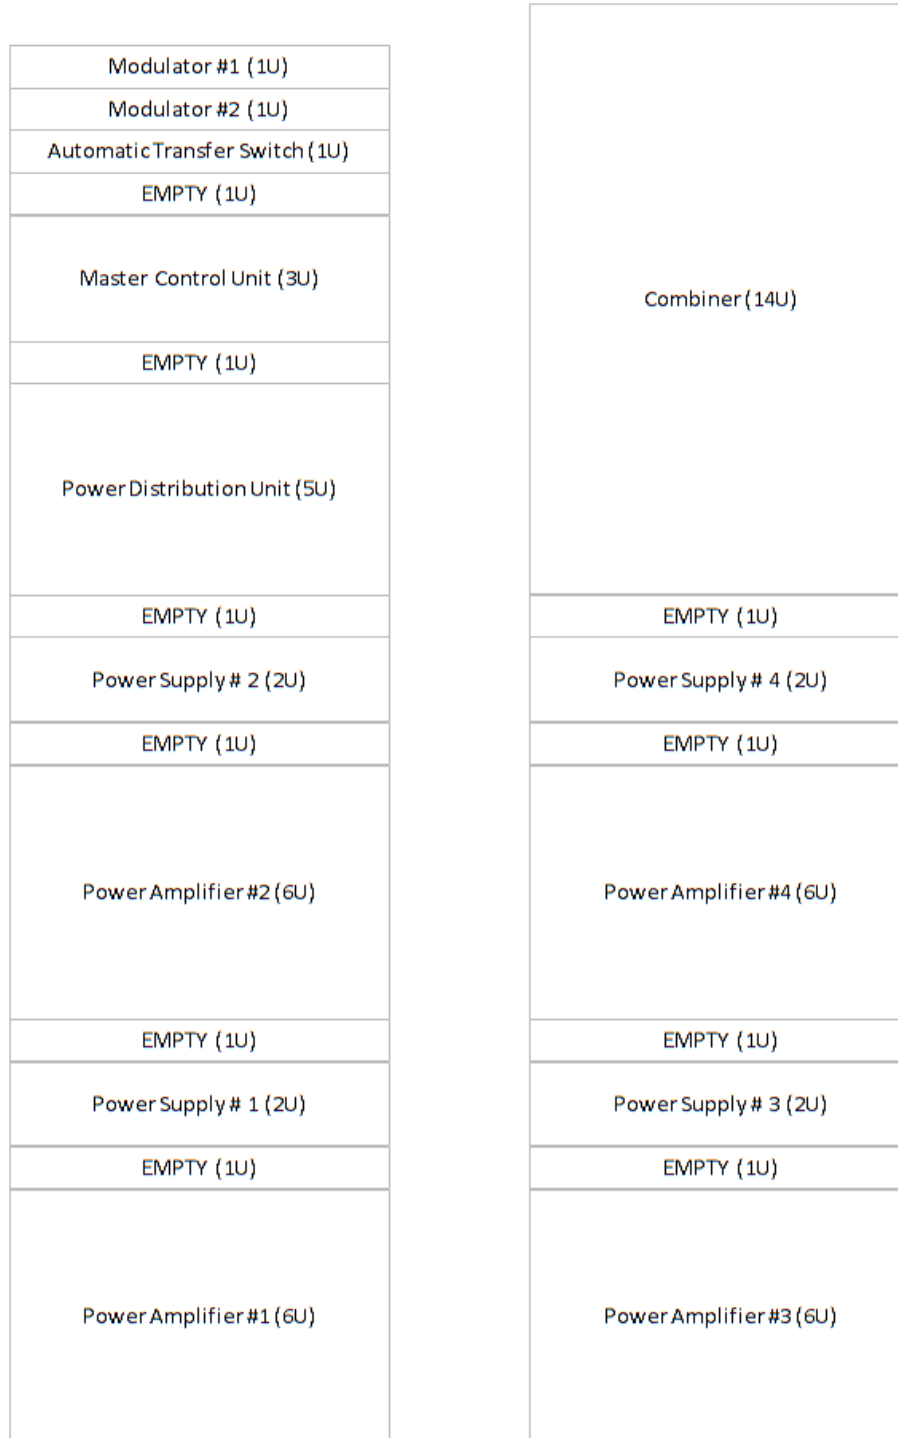 Modulator #1 (1U)
Modulator #2 (1U)
Automatic Transfer Switch (1U)
EMPTY (1U)
Master Control Unit (3U)
EMPTY (1U)
Power Distribution Unit (5U)
EMPTY (1U)
Power Supply # 2 (2U)
EMPTY (1U)
Power Amplifier #2 (6U)
EMPTY (1U)
Power Supply # 1 (2U)
EMPTY (1U)
Power Amplifier #1 (6U)
Combiner (14U)
EMPTY (1U)
Power Supply # 4 (2U)
EMPTY (1U)
Power Amplifier #4 (6U)
EMPTY (1U)
Power Supply # 3 (2U)
EMPTY (1U)
Power Amplifier #3 (6U)